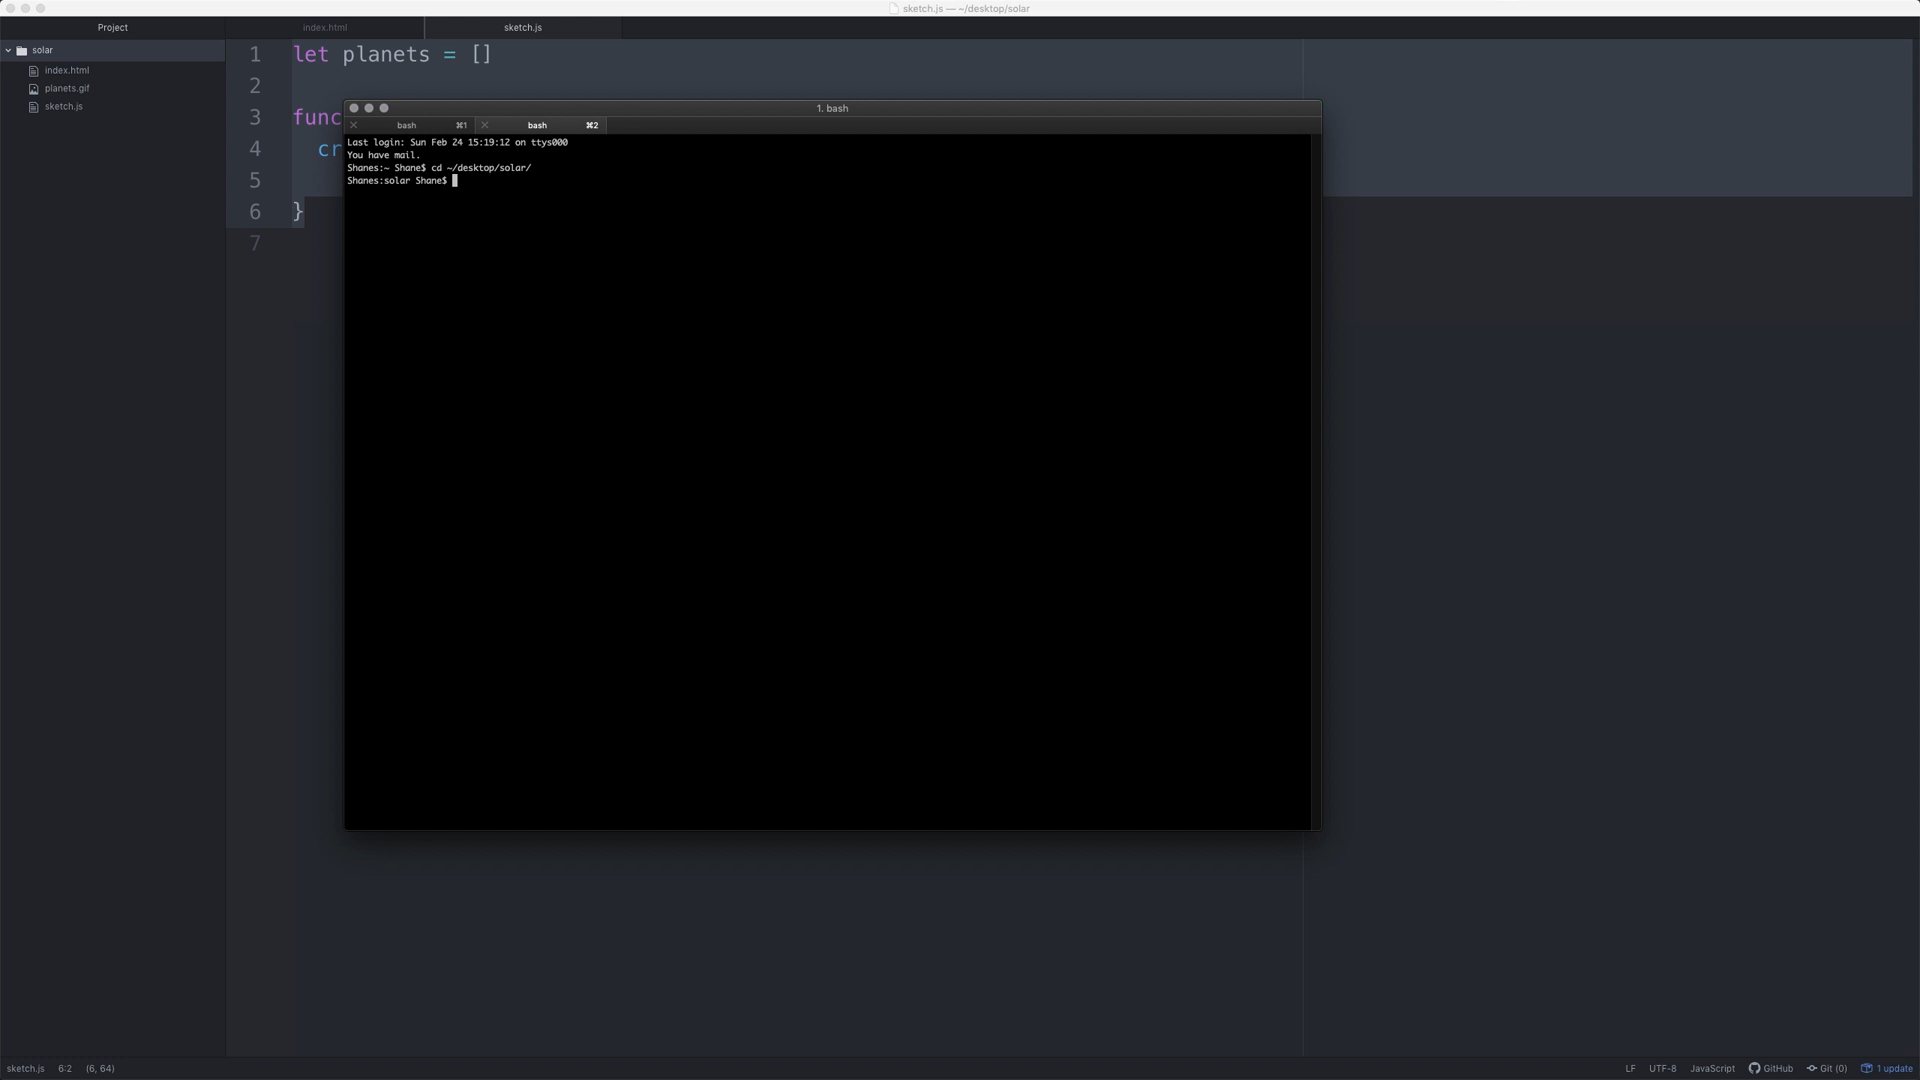 sketch.js — ~/desktop/solar
Project
index.html
sketch.js
solar
index.html
planets.gif
sketch.js
1 let planets = []
2
3 func
4 cr
5
6 }
7
1. bash
bash ⌘1
bash ⌘2
Last login: Sun Feb 24 15:19:12 on ttys000
You have mail.
Shanes:~ Shane$ cd ~/desktop/solar/
Shanes:solar Shane$
sketch.js 6:2 (6, 64)
LF UTF-8 JavaScript GitHub Git (0) 1 update